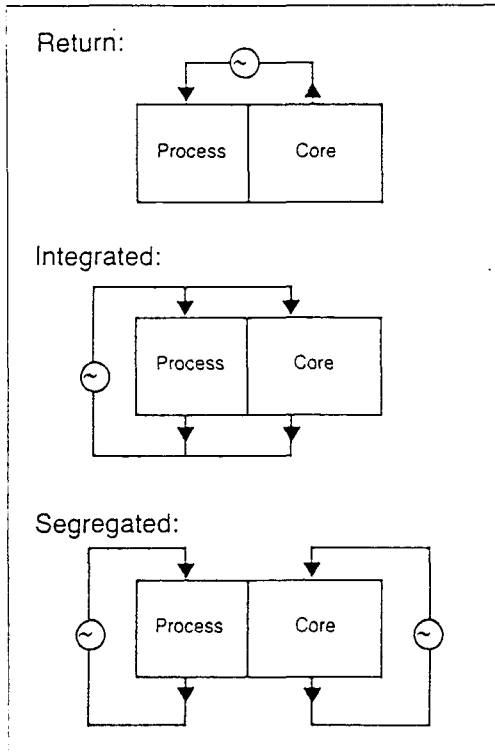 Return:
Process Core
Integrated:
Process Core
Segregated:
Process Core